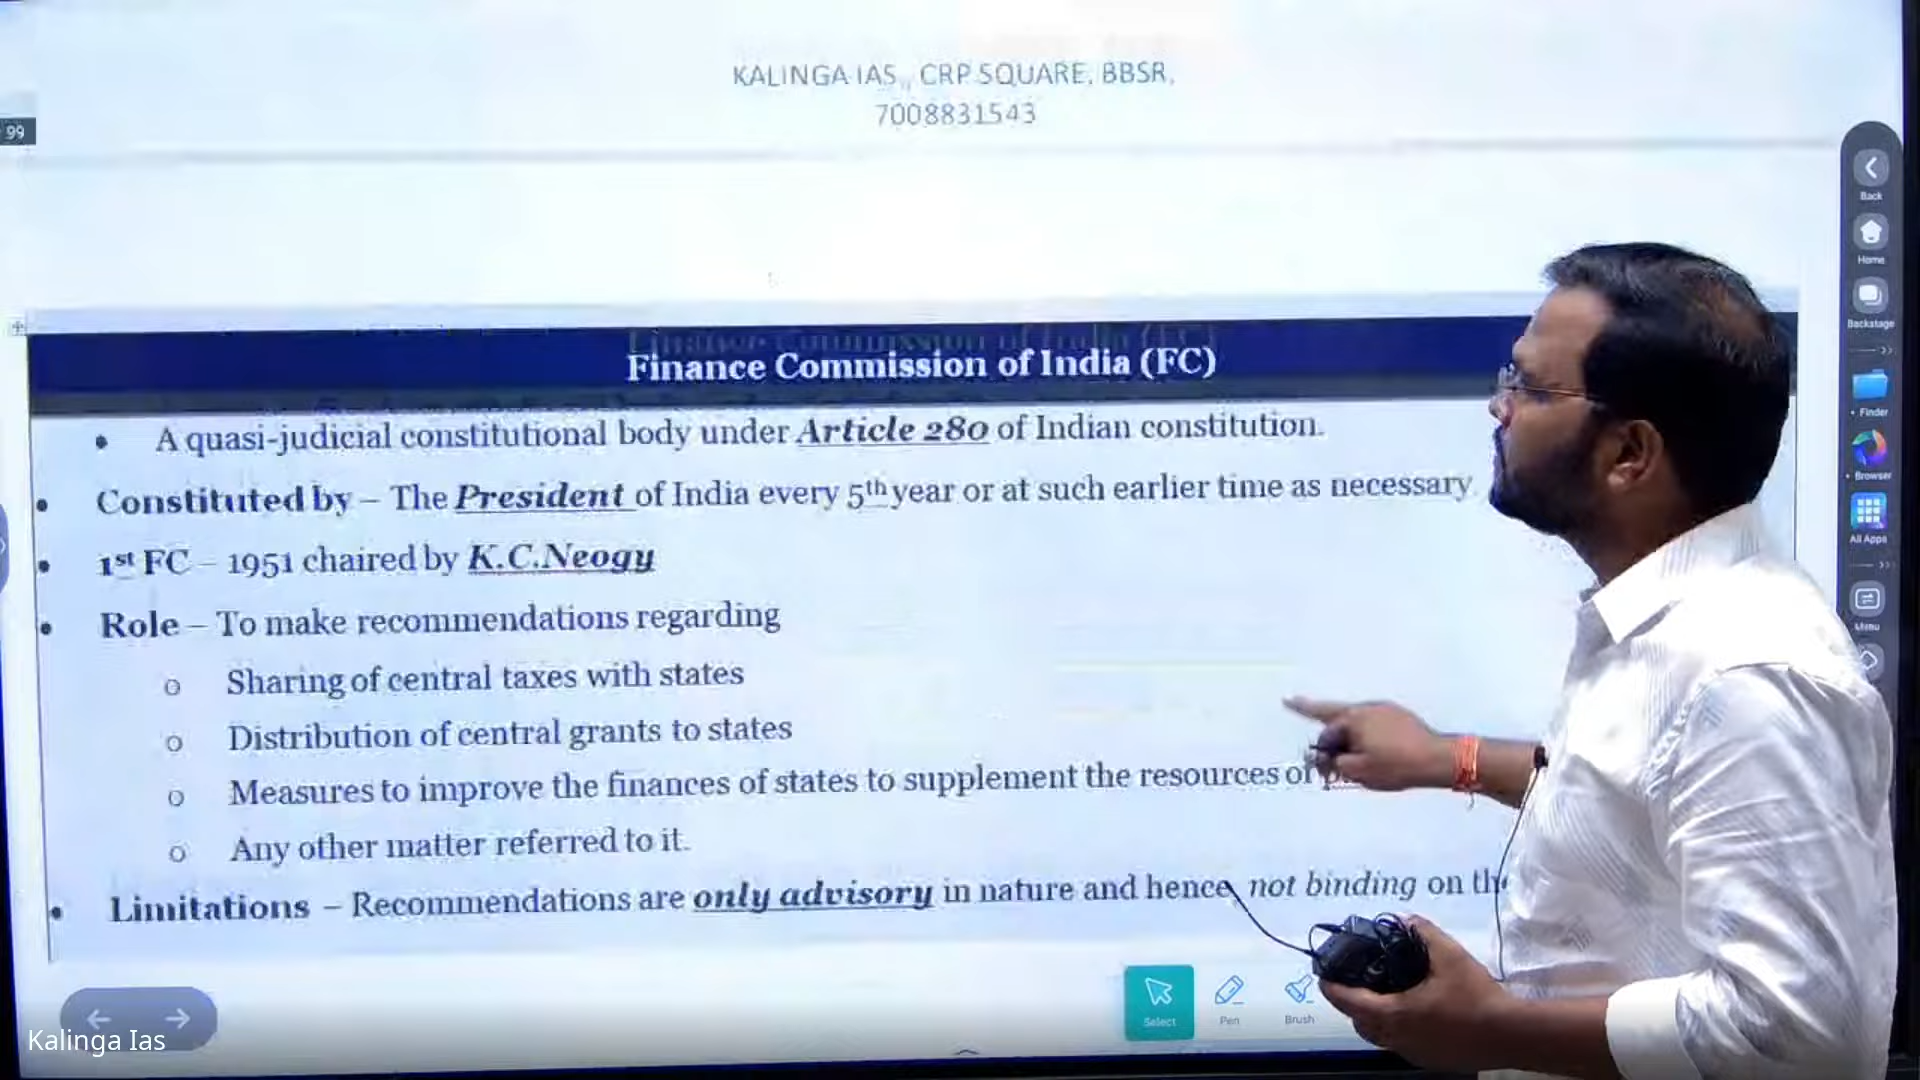 KALINGA IAS, CRP SQUARE, BBSR,
7008831543
99
Back
Home
Backstage
Finder
Browser
All Apps
Menu
Finance Commission of India (FC)
• A quasi-judicial constitutional body under Article 280 of Indian constitution.
• Constituted by – The President of India every 5th year or at such earlier time as necessary
• 1st FC – 1951 chaired by K.C.Neogy
• Role – To make recommendations regarding
o Sharing of central taxes with states
o Distribution of central grants to states
o Measures to improve the finances of states to supplement the resources of
o Any other matter referred to it.
• Limitations – Recommendations are only advisory in nature and hence, not binding on
Select
Pen
Brush
Kalinga Ias